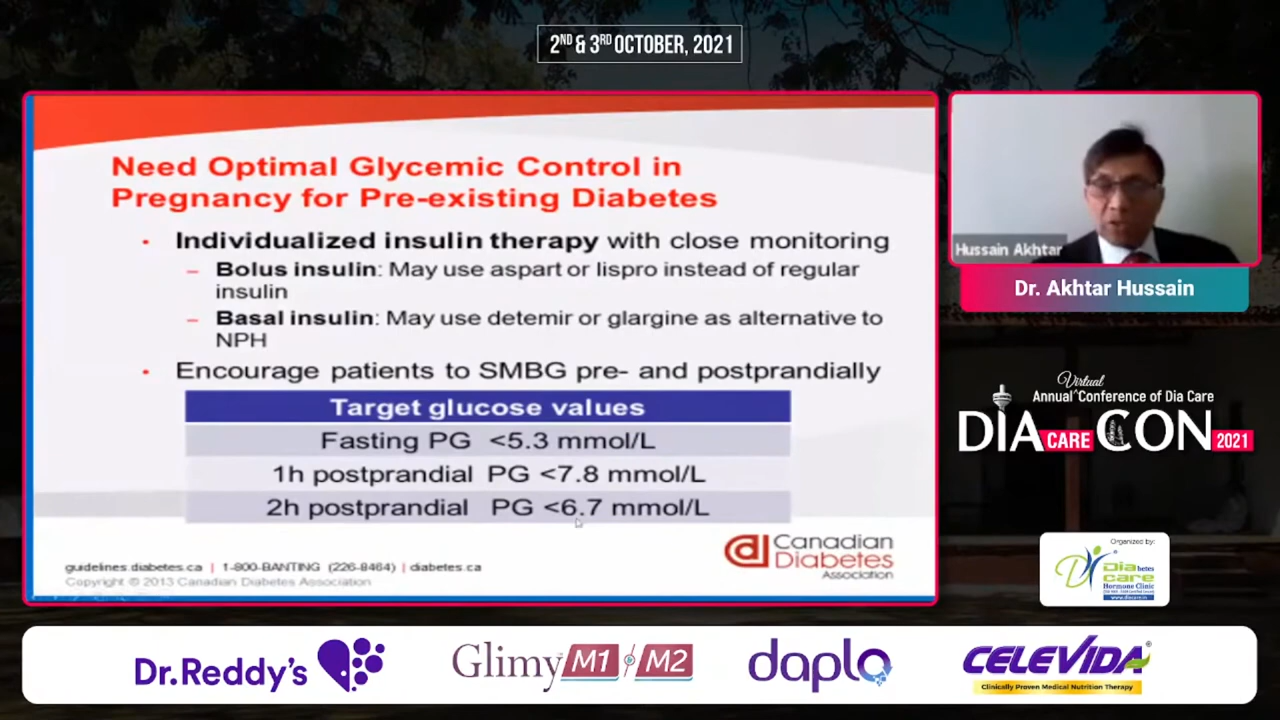 2ND & 3RD OCTOBER, 2021
Need Optimal Glycemic Control in
Pregnancy for Pre-existing Diabetes
• Individualized insulin therapy with close monitoring
– Bolus insulin: May use aspart or lispro instead of regular
insulin
– Basal insulin: May use detemir or glargine as alternative to
NPH
• Encourage patients to SMBG pre- and postprandially
Target glucose values
Fasting PG <5.3 mmol/L
1h postprandial PG <7.8 mmol/L
2h postprandial PG <6.7 mmol/L
Canadian
Diabetes
Association
guidelines.diabetes.ca | 1-800-BANTING (226-8464) | diabetes.ca
Copyright © 2013 Canadian Diabetes Association
Hussain Akhtar
Dr. Akhtar Hussain
Virtual
Annual^Conference of Dia Care
DIA CARE CON 2021
Organized by:
Diabetes
care
Hormone Clinic
Dr.Reddy's
Glimy M1 M2
daplo
CELEVIDA®
Clinically Proven Medical Nutrition Therapy